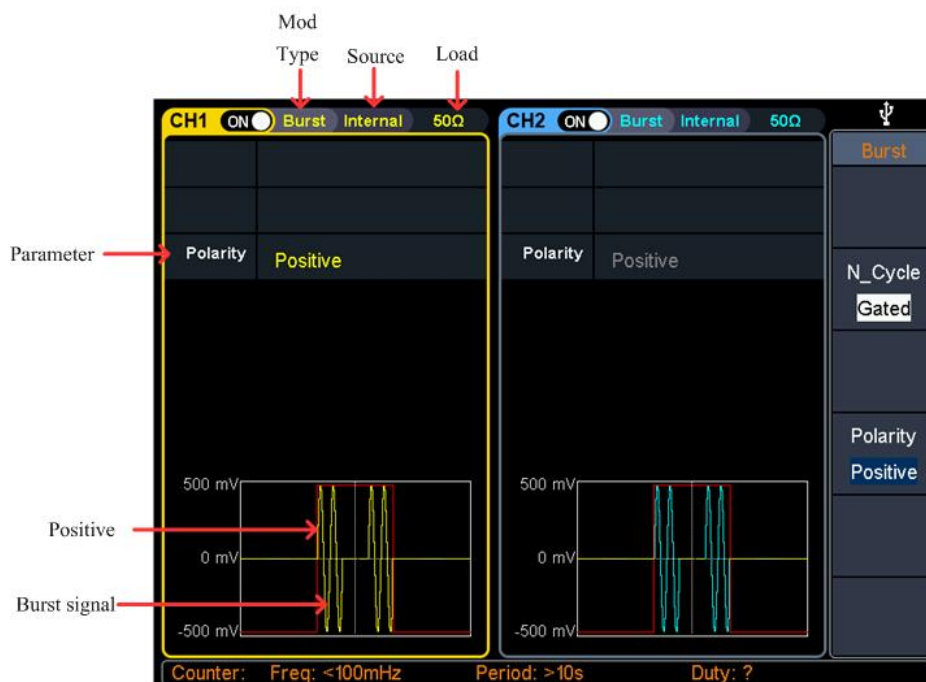 Mod
Type Source Load
CH1 ON Burst Internal 50Ω CH2 ON Burst Internal 50Ω
Burst
Parameter Polarity Positive Polarity Positive
N_Cycle
Gated
Polarity
Positive
500 mV 500 mV
Positive
0 mV 0 mV
Burst signal
-500 mV -500 mV
Counter: Freq: <100mHz Period: >10s Duty: ?